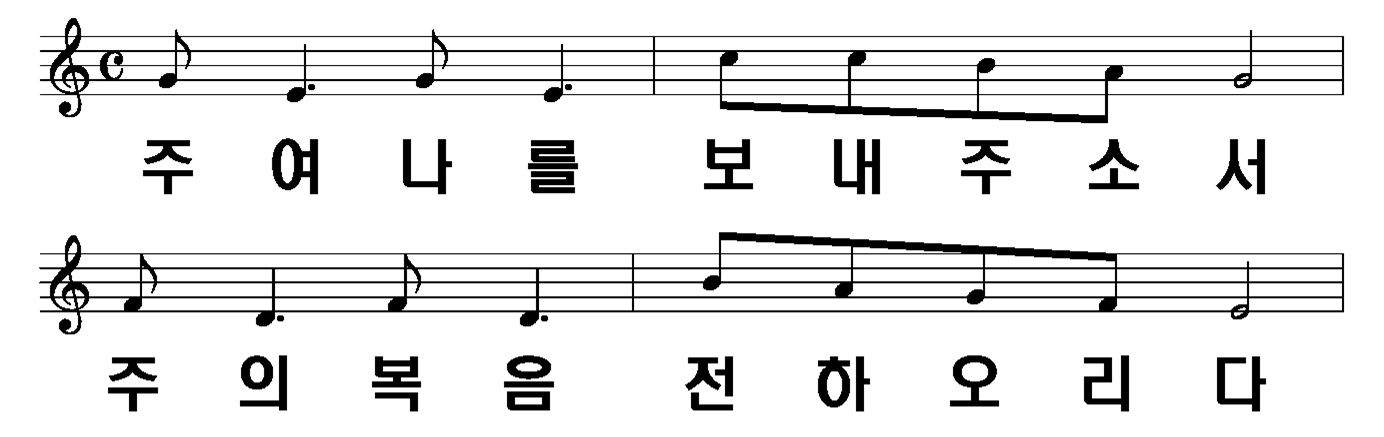 주 여 나 를 보 내 주 소 서
주 의 복 음 전 하 오 리 다